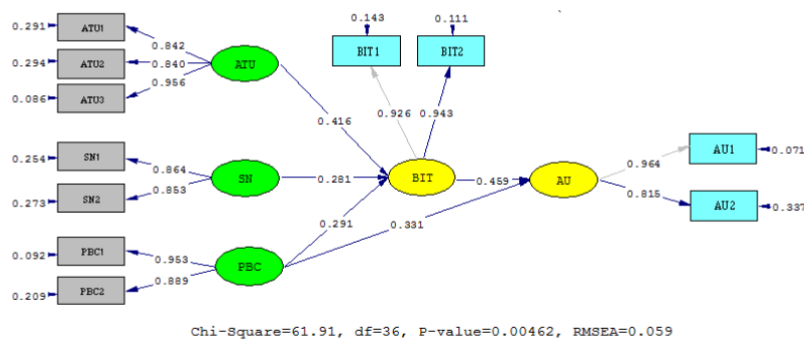 0.143
0.111
0.291
ATU1
BIT1
BIT2
0.842
0.294
ATU2
0.840
ATU
0.956
0.086
ATU3
0.926
0.943
0.416
0.254
SN1
0.864
SN
0.281
BIT
0.459
AU
0.964
AU1
0.071
0.273
SN2
0.853
0.815
AU2
0.337
0.291
0.331
0.092
PBC1
0.953
PBC
0.889
0.209
PBC2
Chi-Square=61.91, df=36, P-value=0.00462, RMSEA=0.059